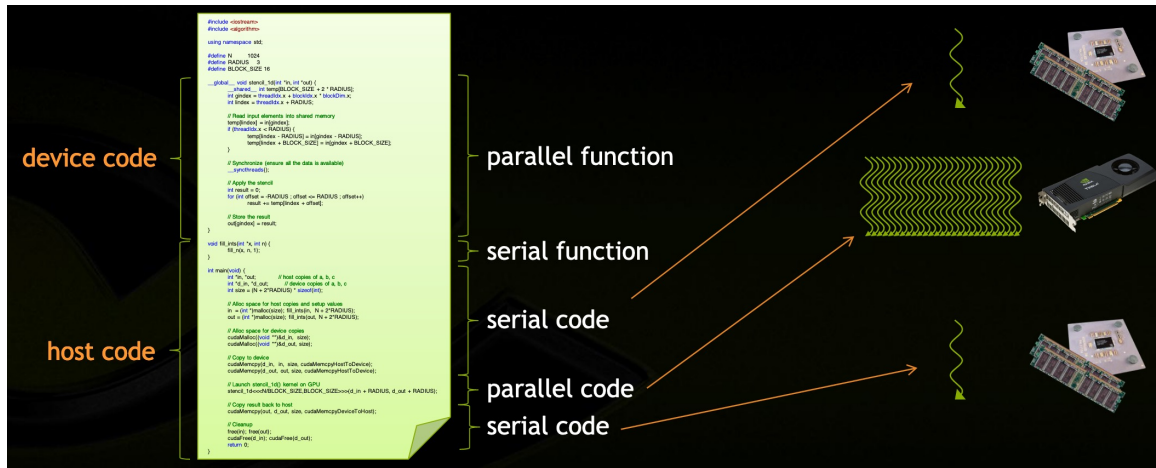 #include <iostream>
#include <algorithm>
using namespace std;
#define N 1024
#define RADIUS 3
#define BLOCK_SIZE 16
__global__ void stencil_1d(int *in, int *out) {
__shared__ int temp[BLOCK_SIZE + 2 * RADIUS];
int gindex = threadIdx.x + blockIdx.x * blockDim.x;
int lindex = threadIdx.x + RADIUS;
// Read input elements into shared memory
temp[lindex] = in[gindex];
if (threadIdx.x < RADIUS) {
temp[lindex - RADIUS] = in[gindex - RADIUS];
temp[lindex + BLOCK_SIZE] = in[gindex + BLOCK_SIZE];
}
// Synchronize (ensure all the data is available)
__syncthreads();
// Apply the stencil
int result = 0;
for (int offset = -RADIUS ; offset <= RADIUS ; offset++)
result += temp[lindex + offset];
// Store the result
out[gindex] = result;
}
void fill_ints(int *x, int n) {
fill_n(x, n, 1);
}
int main(void) {
int *in, *out; // host copies of a, b, c
int *d_in, *d_out; // device copies of a, b, c
int size = (N + 2*RADIUS) * sizeof(int);
// Alloc space for host copies and setup values
in = (int *)malloc(size); fill_ints(in, N + 2*RADIUS);
out = (int *)malloc(size); fill_ints(out, N + 2*RADIUS);
// Alloc space for device copies
cudaMalloc((void **)&d_in, size);
cudaMalloc((void **)&d_out, size);
// Copy to device
cudaMemcpy(d_in, in, size, cudaMemcpyHostToDevice);
cudaMemcpy(d_out, out, size, cudaMemcpyHostToDevice);
// Launch stencil_1d() kernel on GPU
stencil_1d<<<N/BLOCK_SIZE,BLOCK_SIZE>>>(d_in + RADIUS, d_out + RADIUS);
// Copy result back to host
cudaMemcpy(out, d_out, size, cudaMemcpyDeviceToHost);
// Cleanup
free(in); free(out);
cudaFree(d_in); cudaFree(d_out);
return 0;
}
device code
host code
parallel function
serial function
serial code
parallel code
serial code